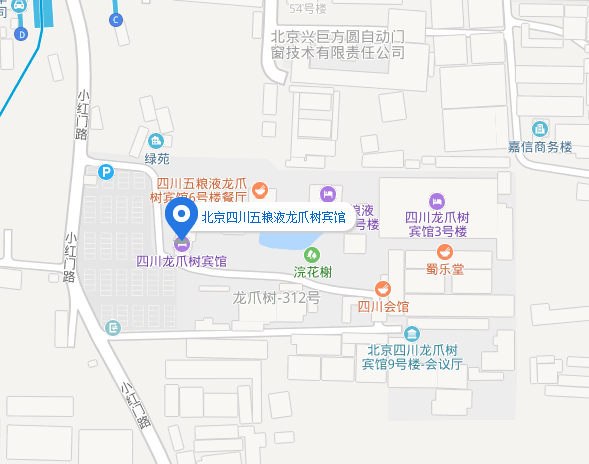 54号楼
司
D
C
北京兴巨方圆自动门
窗技术有限责任公司
小红门路
嘉信商务楼
绿苑
P
四川五粮液龙爪
树宾馆6号楼餐厅
北京四川五粮液龙爪树宾馆
粮液
号楼
四川龙爪树
宾馆3号楼
小红门路
四川龙爪树宾馆
浣花榭
蜀乐堂
龙爪树-312号
四川会馆
北京四川龙爪树
宾馆9号楼-会议厅
小红门路